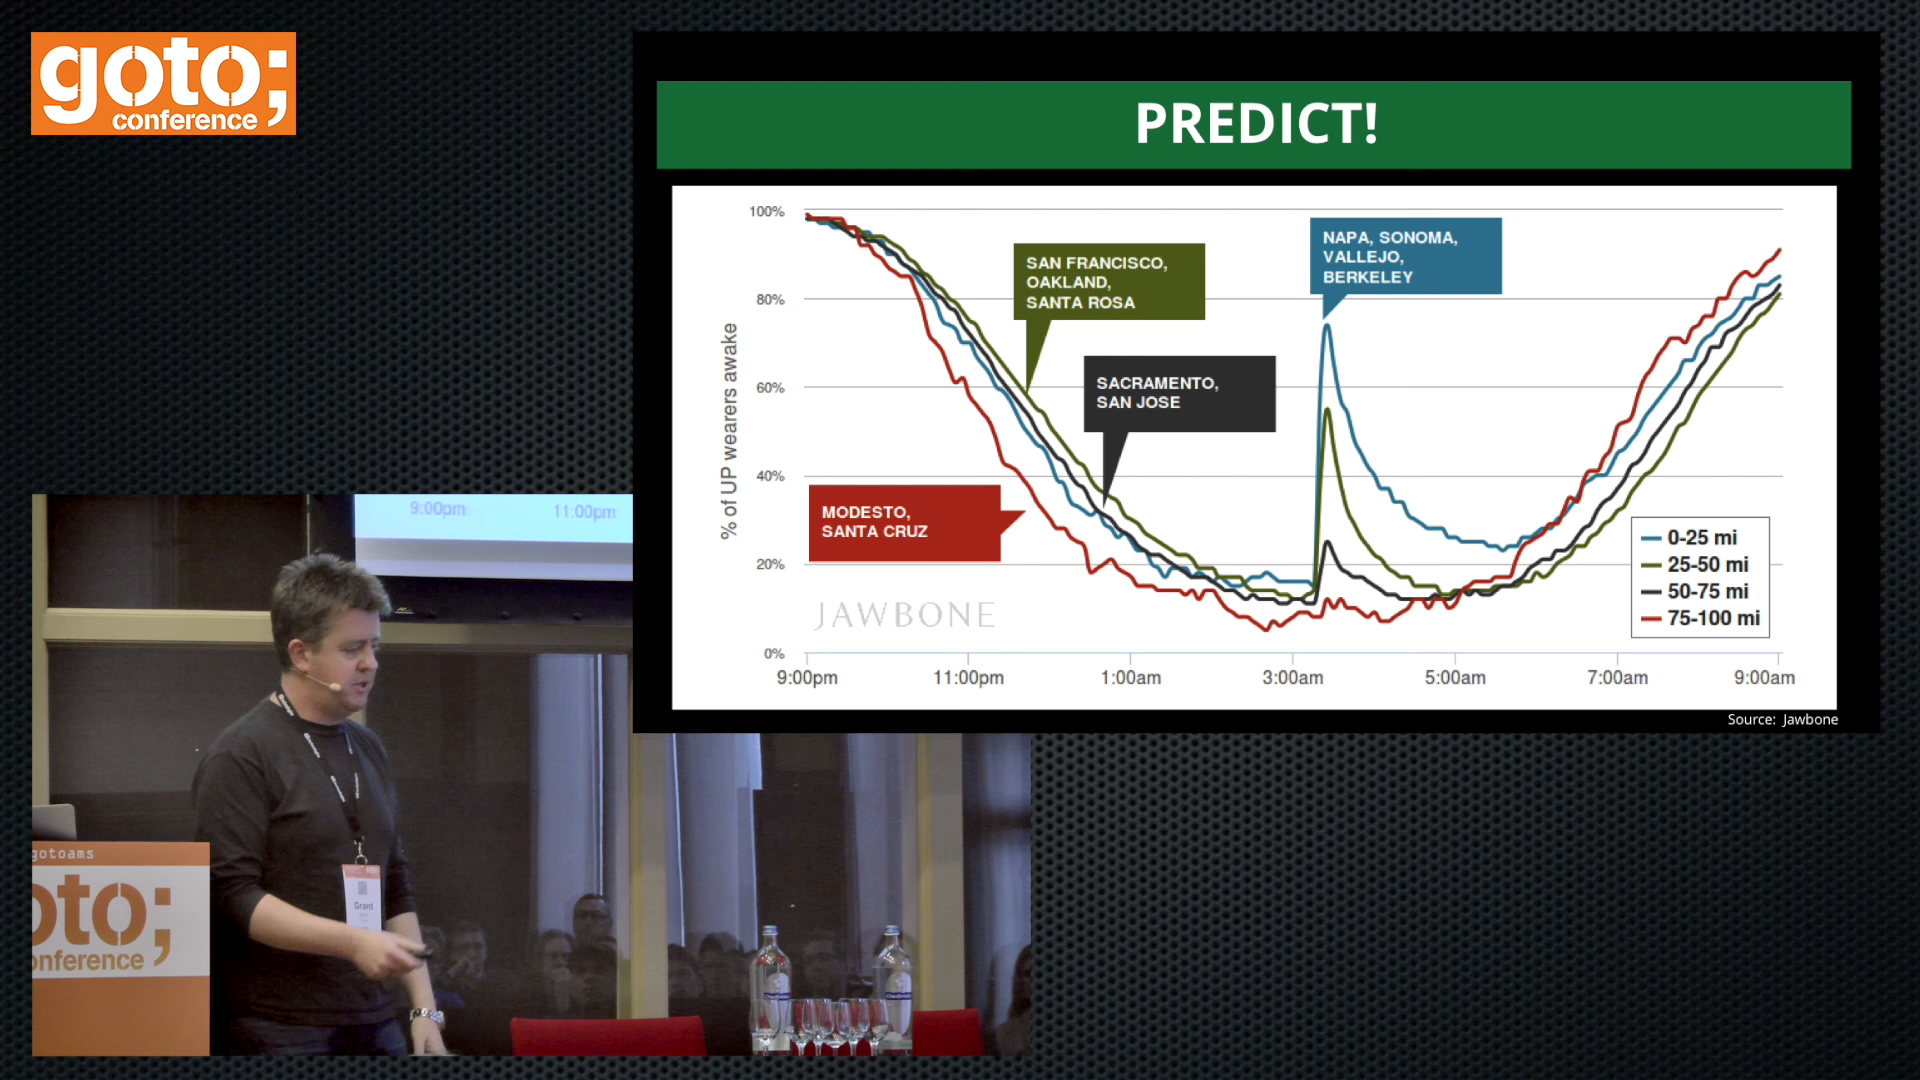 goto;
conference
PREDICT!
100%
80%
60%
40%
20%
0%
% of UP wearers awake
SAN FRANCISCO,
OAKLAND,
SANTA ROSA
NAPA, SONOMA,
VALLEJO,
BERKELEY
SACRAMENTO,
SAN JOSE
MODESTO,
SANTA CRUZ
JAWBONE
0-25 mi
25-50 mi
50-75 mi
75-100 mi
9:00pm
11:00pm
1:00am
3:00am
5:00am
7:00am
9:00am
Source: Jawbone
9:00pm
11:00pm
gotoams
oto;
onference
Grant